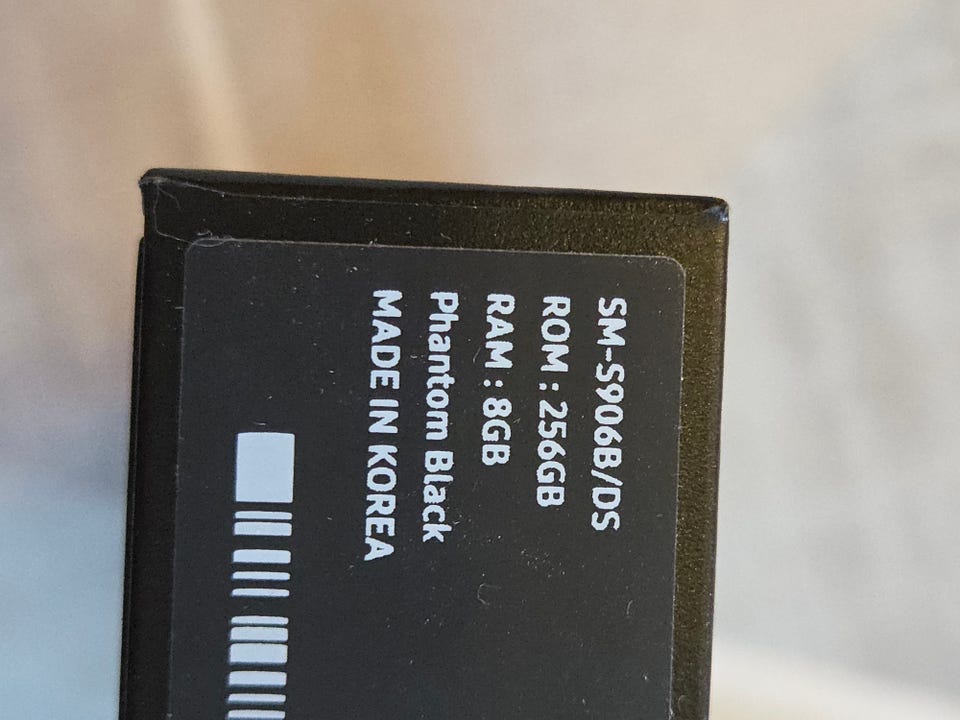 SM-S906B/DS
ROM : 256GB
RAM : 8GB
Phantom Black
MADE IN KOREA